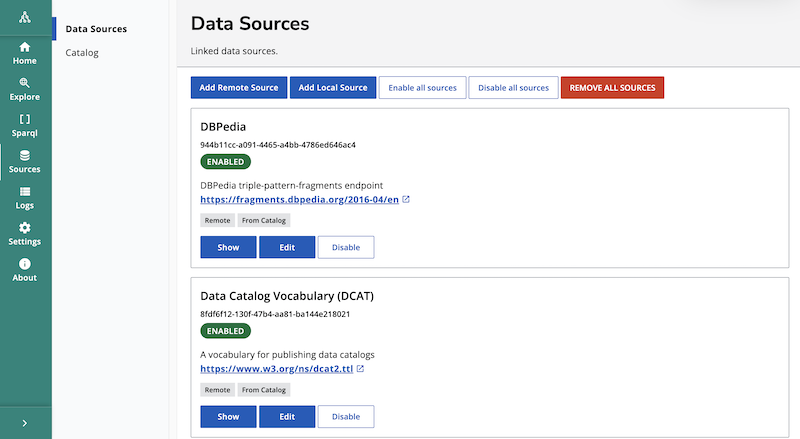 Home
Explore
Sparql
Sources
Logs
Settings
About
Data Sources
Catalog
Data Sources
Linked data sources.
Add Remote Source Add Local Source Enable all sources Disable all sources REMOVE ALL SOURCES
DBPedia
944b11cc-a091-4465-a4bb-4786ed646ac4
ENABLED
DBPedia triple-pattern-fragments endpoint
https://fragments.dbpedia.org/2016-04/en
Remote From Catalog
Show Edit Disable
Data Catalog Vocabulary (DCAT)
8fdf6f12-130f-47b4-aa81-ba144e218021
ENABLED
A vocabulary for publishing data catalogs
https://www.w3.org/ns/dcat2.ttl
Remote From Catalog
Show Edit Disable